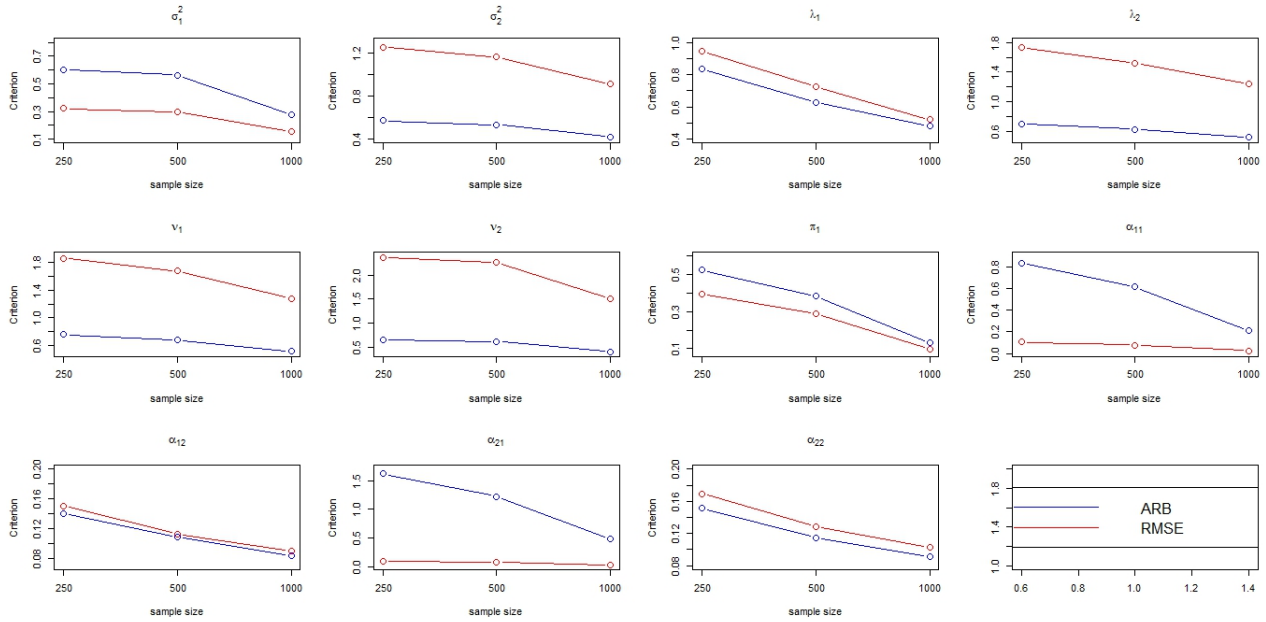 σ₁² σ₂² λ₁ λ₂
Criterion 0.1 0.3 0.5 0.7
250 500 1000
sample size
Criterion 0.4 0.8 1.2
250 500 1000
sample size
Criterion 0.4 0.6 0.8 1.0
250 500 1000
sample size
Criterion 0.6 1.0 1.4 1.8
250 500 1000
sample size
ν₁ ν₂ π₁ α₁₁
Criterion 0.6 1.0 1.4 1.8
250 500 1000
sample size
Criterion 0.5 1.0 1.5 2.0
250 500 1000
sample size
Criterion 0.1 0.3 0.5
250 500 1000
sample size
Criterion 0.0 0.2 0.4 0.6 0.8
250 500 1000
sample size
α₁₂ α₂₁ α₂₂
Criterion 0.08 0.12 0.16 0.20
250 500 1000
sample size
Criterion 0.0 0.5 1.0 1.5
250 500 1000
sample size
Criterion 0.08 0.12 0.16 0.20
250 500 1000
sample size
1.0 1.4 1.8
ARB
RMSE
0.6 0.8 1.0 1.2 1.4